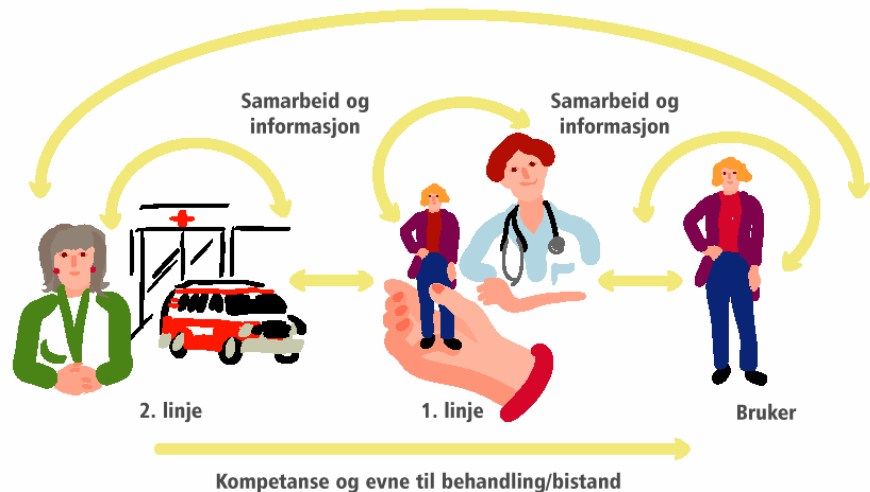 Samarbeid og
informasjon
Samarbeid og
informasjon
2. linje
1. linje
Bruker
Kompetanse og evne til behandling/bistand